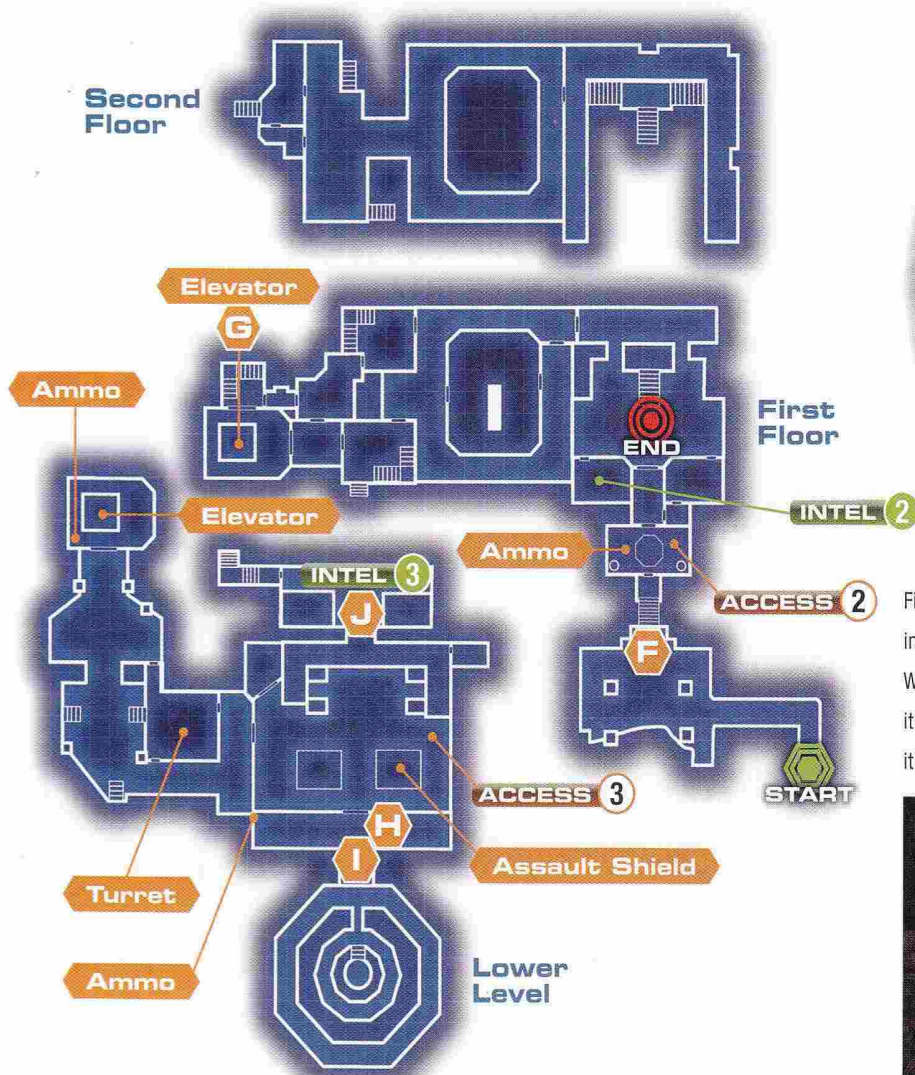 Second
Floor
Elevator
G
Ammo
First
Floor
END
INTEL 2
Elevator
Ammo
INTEL 3
ACCESS 2
J
F
START
ACCESS 3
H
I
Assault Shield
Turret
Ammo
Lower
Level